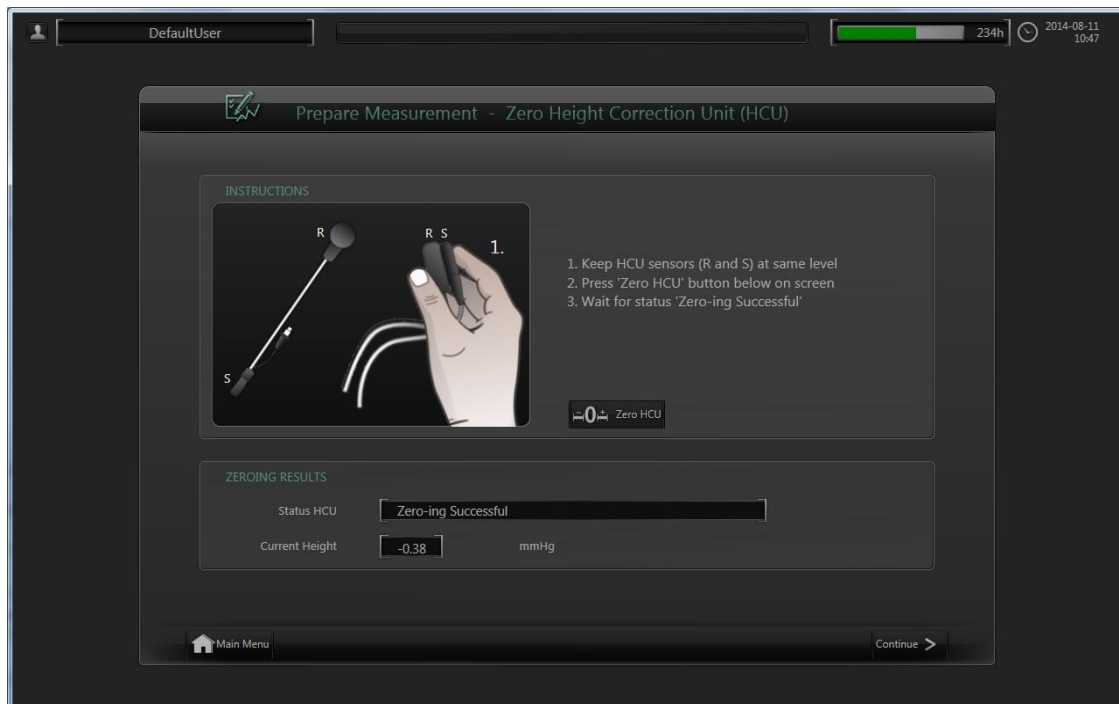 DefaultUser
234h
2014-08-11
10:47
Prepare Measurement - Zero Height Correction Unit (HCU)
INSTRUCTIONS
R
R S
1.
S
1. Keep HCU sensors (R and S) at same level
2. Press 'Zero HCU' button below on screen
3. Wait for status 'Zero-ing Successful'
0 Zero HCU
ZEROING RESULTS
Status HCU Zero-ing Successful
Current Height -0.38 mmHg
Main Menu
Continue >